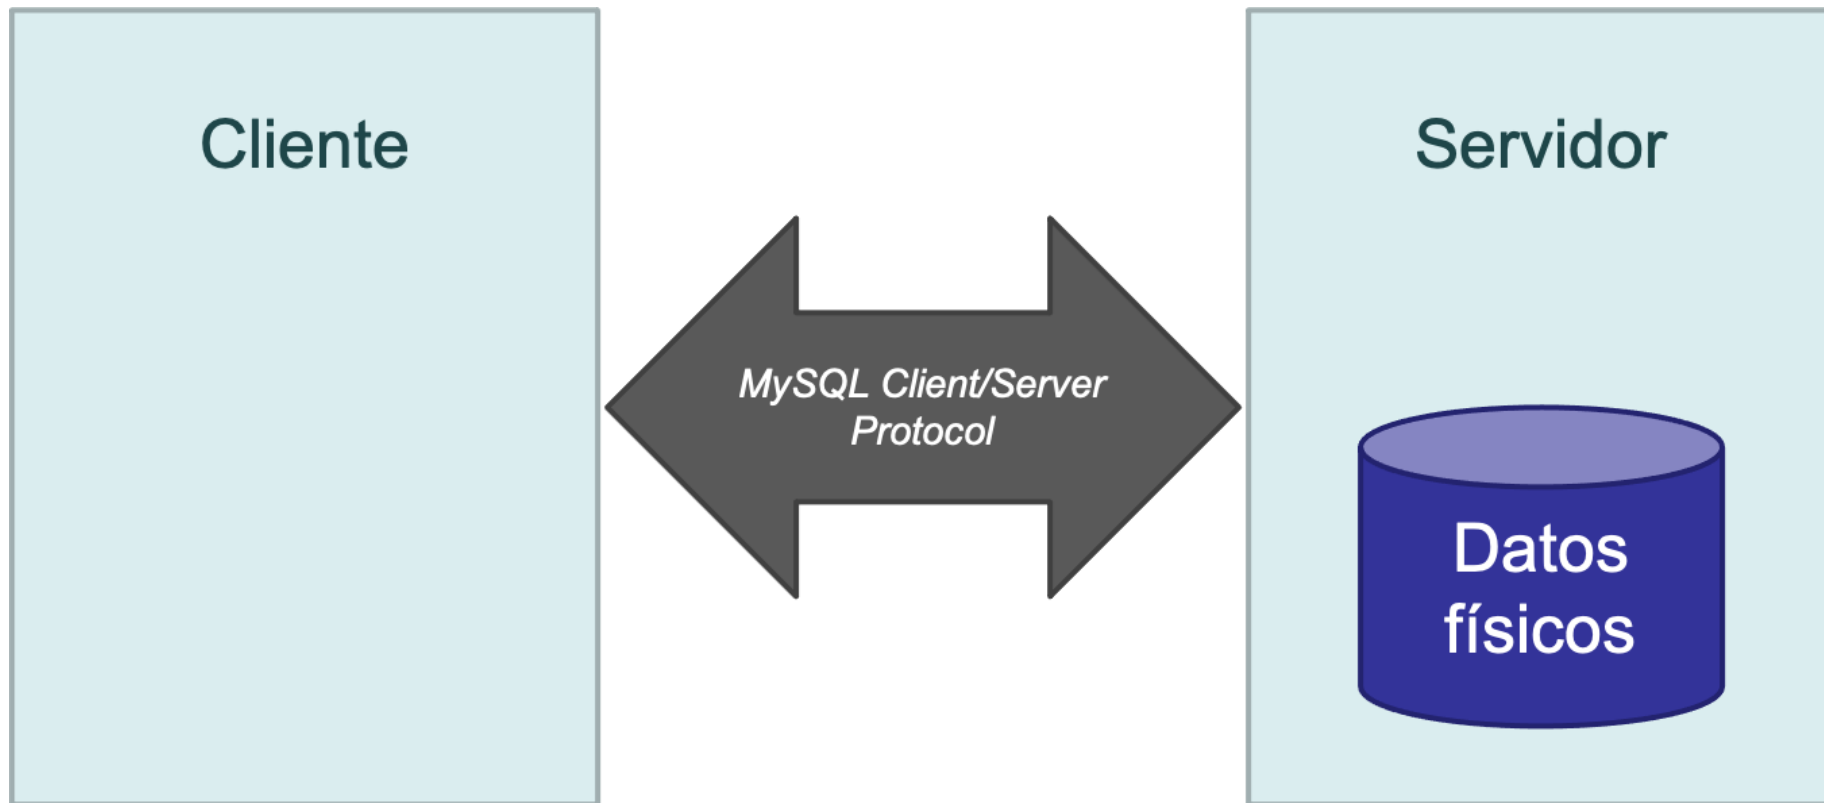 Cliente
Servidor
MySQL Client/Server
Protocol
Datos
físicos